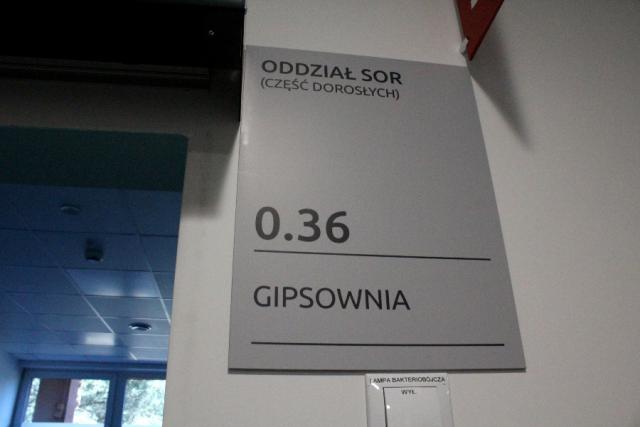 ODDZIAŁ SOR
(CZĘŚĆ DOROSŁYCH)
0.36
GIPSOWNIA
LAMPA BAKTERIOBÓJCZA
WYŁ.